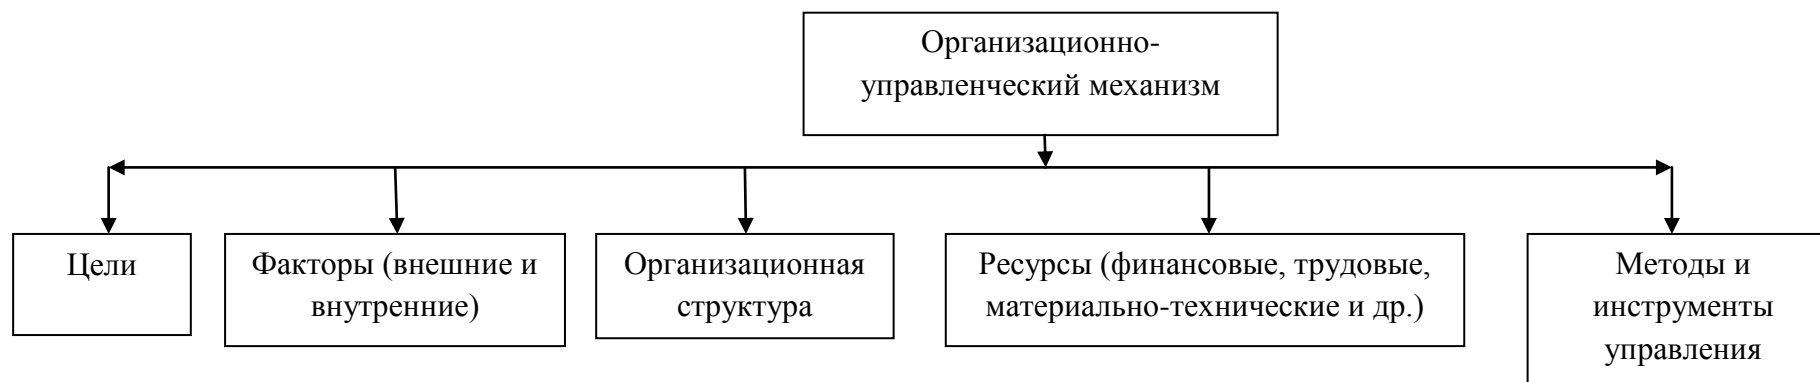 Организационно-
управленческий механизм
Цели
Факторы (внешние и
внутренние)
Организационная
структура
Ресурсы (финансовые, трудовые,
материально-технические и др.)
Методы и
инструменты
управления